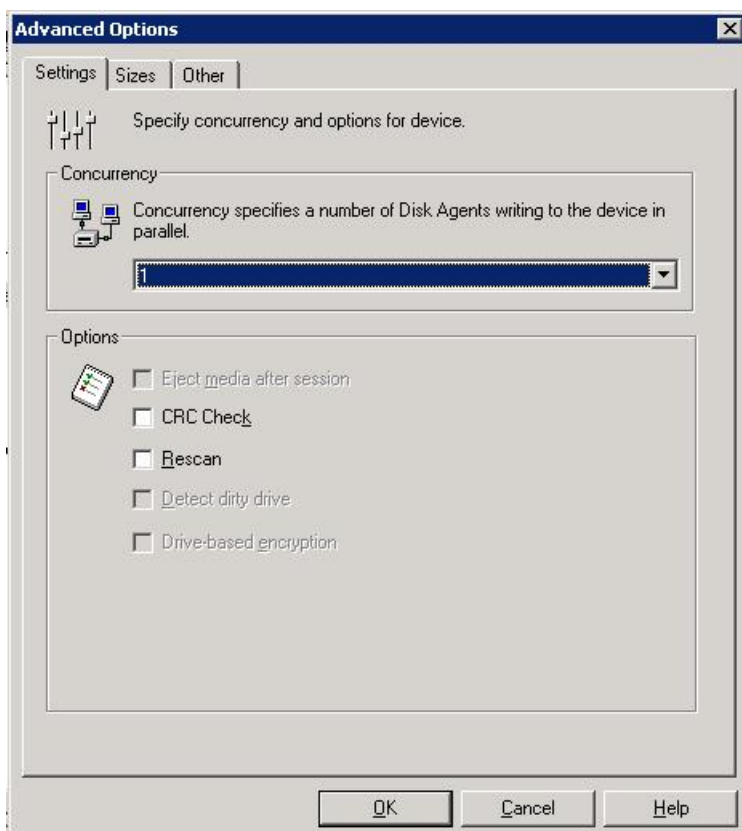 Advanced Options
Settings Sizes Other
Specify concurrency and options for device.
Concurrency
Concurrency specifies a number of Disk Agents writing to the device in
parallel.
1
Options
Eject media after session
CRC Check
Rescan
Detect dirty drive
Drive-based encryption
OK Cancel Help